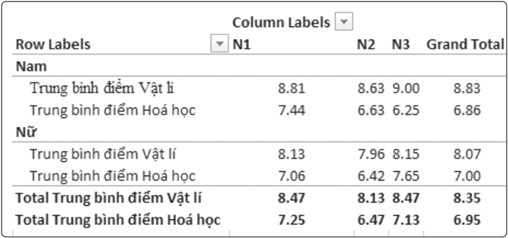 Column Labels
Row Labels N1 N2 N3 Grand Total
Nam
Trung bình điểm Vật li 8.81 8.63 9.00 8.83
Trung bình điểm Hoá học 7.44 6.63 6.25 6.86
Nữ
Trung bình điểm Vật lí 8.13 7.96 8.15 8.07
Trung bình điểm Hoá học 7.06 6.42 7.65 7.00
Total Trung bình điểm Vật lí 8.47 8.13 8.47 8.35
Total Trung bình điểm Hoá học 7.25 6.47 7.13 6.95